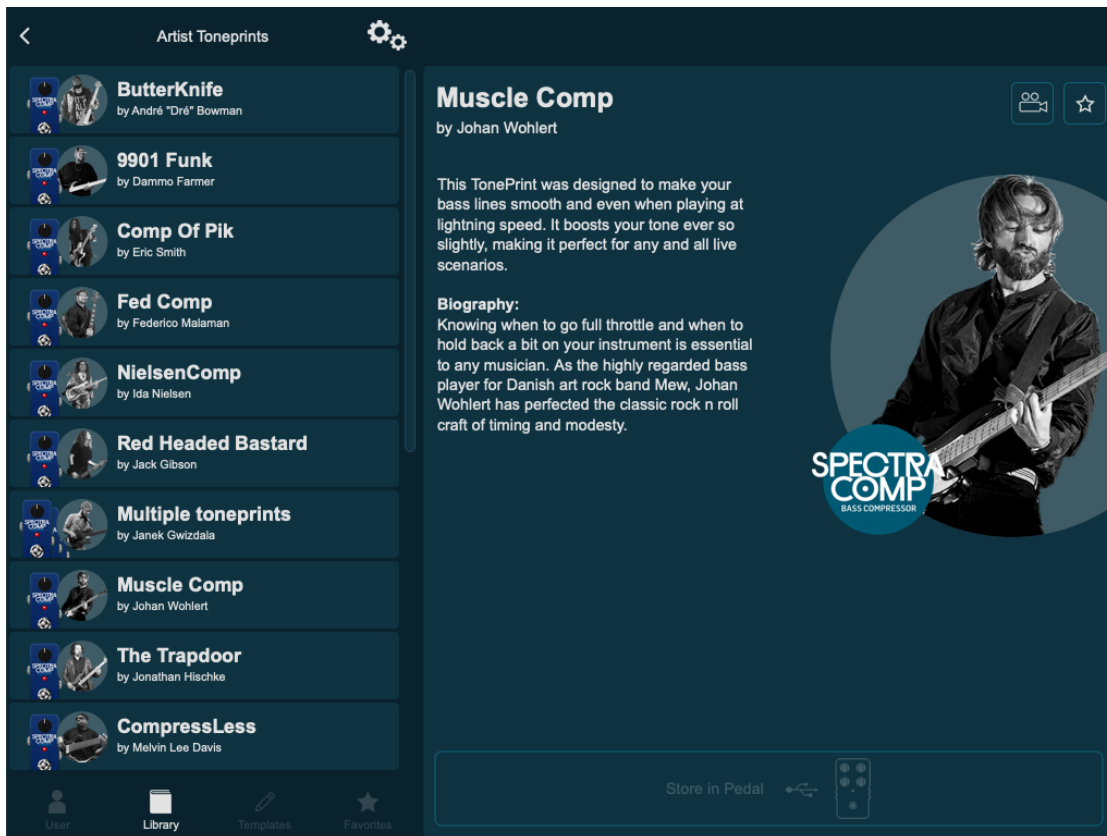 Artist Toneprints
ButterKnife
by André "Dré" Bowman
9901 Funk
by Dammo Farmer
Comp Of Pik
by Eric Smith
Fed Comp
by Federico Malaman
NielsenComp
by Ida Nielsen
Red Headed Bastard
by Jack Gibson
Multiple toneprints
by Janek Gwizdala
Muscle Comp
by Johan Wohlert
The Trapdoor
by Jonathan Hischke
CompressLess
by Melvin Lee Davis
User
Library
Templates
Favorites
Muscle Comp
by Johan Wohlert
This TonePrint was designed to make your
bass lines smooth and even when playing at
lightning speed. It boosts your tone ever so
slightly, making it perfect for any and all live
scenarios.
Biography:
Knowing when to go full throttle and when to
hold back a bit on your instrument is essential
to any musician. As the highly regarded bass
player for Danish art rock band Mew, Johan
Wohlert has perfected the classic rock n roll
craft of timing and modesty.
SPECTRA
COMP
BASS COMPRESSOR
Store in Pedal